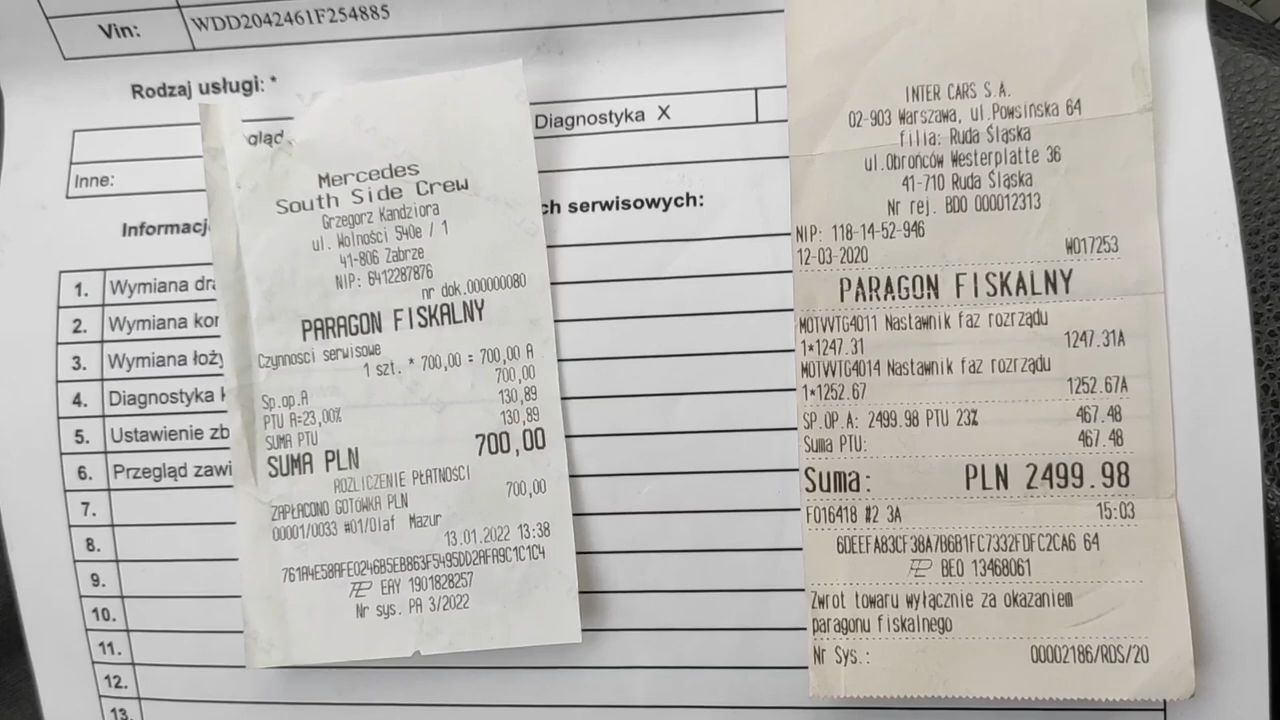 Vin: WDD2042461F254885
Rodzaj usługi: *
gląd
Diagnostyka X
Inne:
ch serwisowych:
1. Wymiana
2. Wymiana
3. Wymiana
4. Diagnostyka
5. Ustawienie
6. Przegląd
7.
8.
9.
10.
11.
12.
13.
Mercedes
South Side Crew
Grzegorz Kandziora
ul. Wolności 540e / 1
41-806 Zabrze
NIP: 6412287876
nr dok.000000080
PARAGON FISKALNY
Czynności serwisowe
1 szt. * 700,00 = 700,00 A
Sp.op.A 700,00
PTU A=23,00% 130,89
SUMA PTU 130,89
SUMA PLN 700,00
ROZLICZENIE PŁATNOŚCI
ZAPŁACONO GOTÓWKA PLN 700,00
00001/0033 #01/Olaf Mazur
13.01.2022 13:38
761A4E58AFE0246B5EB863F5495DD2AFA9C1C1C4
EAY 1901828257
Nr sys. PA 3/2022
INTER CARS S.A.
02-903 Warszawa, ul.Powsińska 64
filia: Ruda Śląska
ul.Obrońców Westerplatte 36
41-710 Ruda Śląska
Nr rej. BDO 000012313
NIP: 118-14-52-946
12-03-2020 W017253
PARAGON FISKALNY
MOTVVTG4011 Nastawnik faz rozrządu
1*1247.31 1247.31A
MOTVVTG4014 Nastawnik faz rozrządu
1*1252.67 1252.67A
SP.OP.A: 2499.98 PTU 23% 467.48
Suma PTU: 467.48
Suma: PLN 2499.98
F016418 #2 3A 15:03
6DEEFA83CF38A7B6B1FC7332FDFC2CA6 64
BEO 13468061
Zwrot towaru wyłącznie za okazaniem
paragonu fiskalnego
Nr Sys.: 00002186/RDS/20